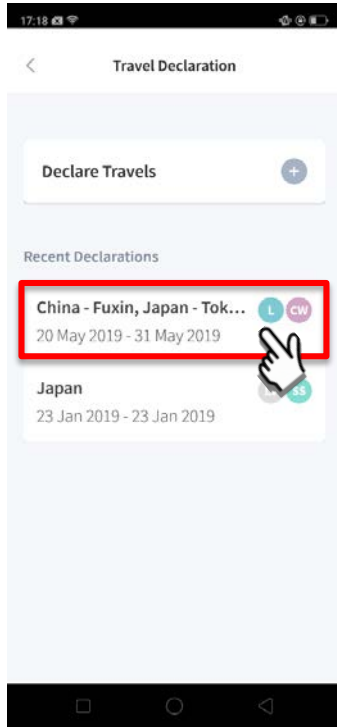 17:18
Travel Declaration
Declare Travels
Recent Declarations
China - Fuxin, Japan - Tok... L CW
20 May 2019 - 31 May 2019
Japan SS
23 Jan 2019 - 23 Jan 2019